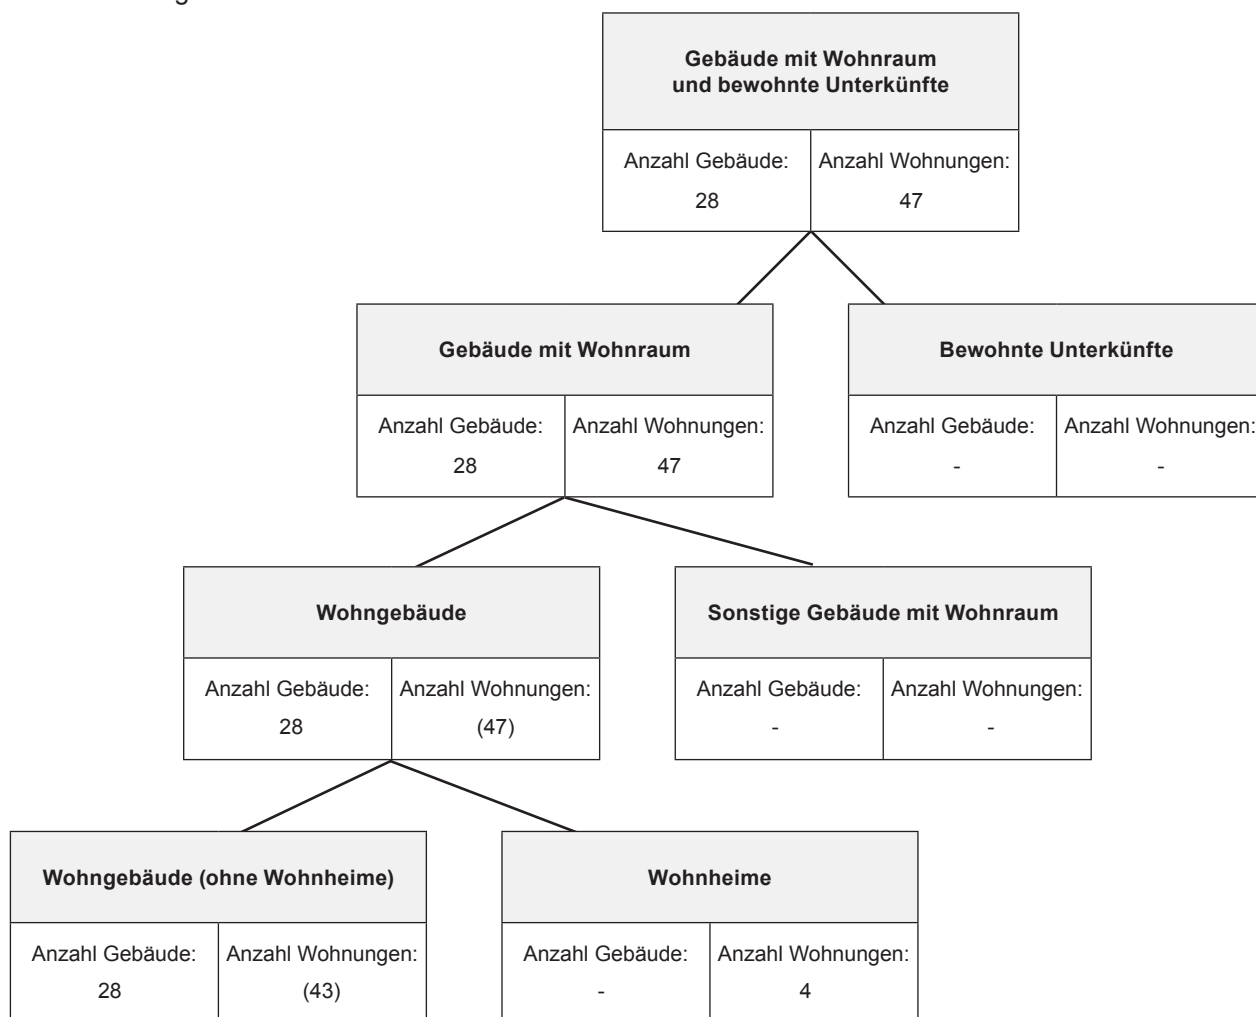 Gebäude mit Wohnraum
und bewohnte Unterkünfte
Anzahl Gebäude: Anzahl Wohnungen:
28 47
Gebäude mit Wohnraum Bewohnte Unterkünfte
Anzahl Gebäude: Anzahl Wohnungen: Anzahl Gebäude: Anzahl Wohnungen:
28 47 - -
Wohngebäude Sonstige Gebäude mit Wohnraum
Anzahl Gebäude: Anzahl Wohnungen: Anzahl Gebäude: Anzahl Wohnungen:
28 (47) - -
Wohngebäude (ohne Wohnheime) Wohnheime
Anzahl Gebäude: Anzahl Wohnungen: Anzahl Gebäude: Anzahl Wohnungen:
28 (43) - 4